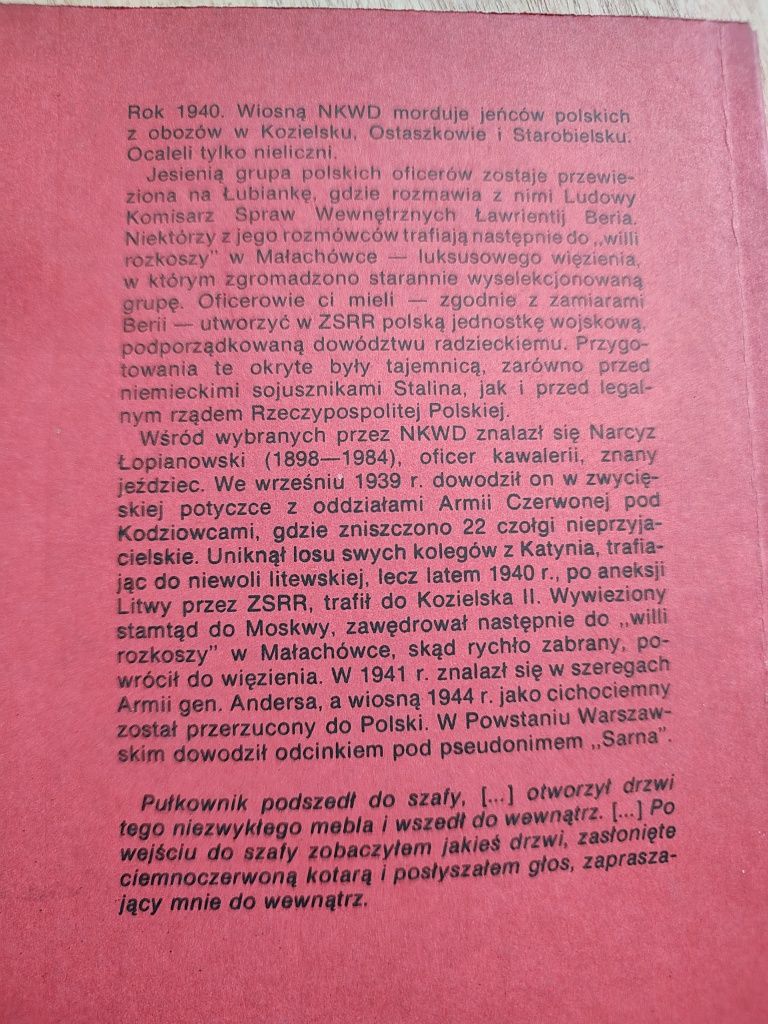 Rok 1940. Wiosną NKWD morduje jeńców polskich
z obozów w Kozielsku, Ostaszkowie i Starobielsku.
Ocaleli tylko nieliczni.
Jesienią grupa polskich oficerów zostaje przewie-
ziona na Łubiankę, gdzie rozmawia z nimi Ludowy
Komisarz Spraw Wewnętrznych Ławrientij Beria.
Niektórzy z jego rozmówców trafiają następnie do „willi
rozkoszy” w Małachówce — luksusowego więzienia,
w którym zgromadzono starannie wyselekcjonowaną
grupę. Oficerowie ci mieli — zgodnie z zamiarami
Berii — utworzyć w ZSRR polską jednostkę wojskową,
podporządkowaną dowództwu radzieckiemu. Przygo-
towania te okryte były tajemnicą, zarówno przed
niemieckimi sojusznikami Stalina, jak i przed legal-
nym rządem Rzeczypospolitej Polskiej.
Wśród wybranych przez NKWD znalazł się Narcyz
Łopianowski (1898—1984), oficer kawalerii, znany
jeździec. We wrześniu 1939 r. dowodził on w zwycię-
skiej potyczce z oddziałami Armii Czerwonej pod
Kodziowcami, gdzie zniszczono 22 czołgi nieprzyja-
cielskie. Uniknął losu swych kolegów z Katynia, trafia-
jąc do niewoli litewskiej, lecz latem 1940 r., po aneksji
Litwy przez ZSRR, trafił do Kozielska II. Wywieziony
stamtąd do Moskwy, zawędrował następnie do „willi
rozkoszy” w Małachówce, skąd rychło zabrany, po-
wrócił do więzienia. W 1941 r. znalazł się w szeregach
Armii gen. Andersa, a wiosną 1944 r. jako cichociemny
został przerzucony do Polski. W Powstaniu Warszaw-
skim dowodził odcinkiem pod pseudonimem „Sarna”.
Pułkownik podszedł do szafy, [...] otworzył drzwi
tego niezwykłego mebla i wszedł do wewnątrz. [...] Po
wejściu do szafy zobaczyłem jakieś drzwi, zasłonięte
ciemnoczerwoną kotarą i posłyszałem głos, zaprasza-
jący mnie do wewnątrz.